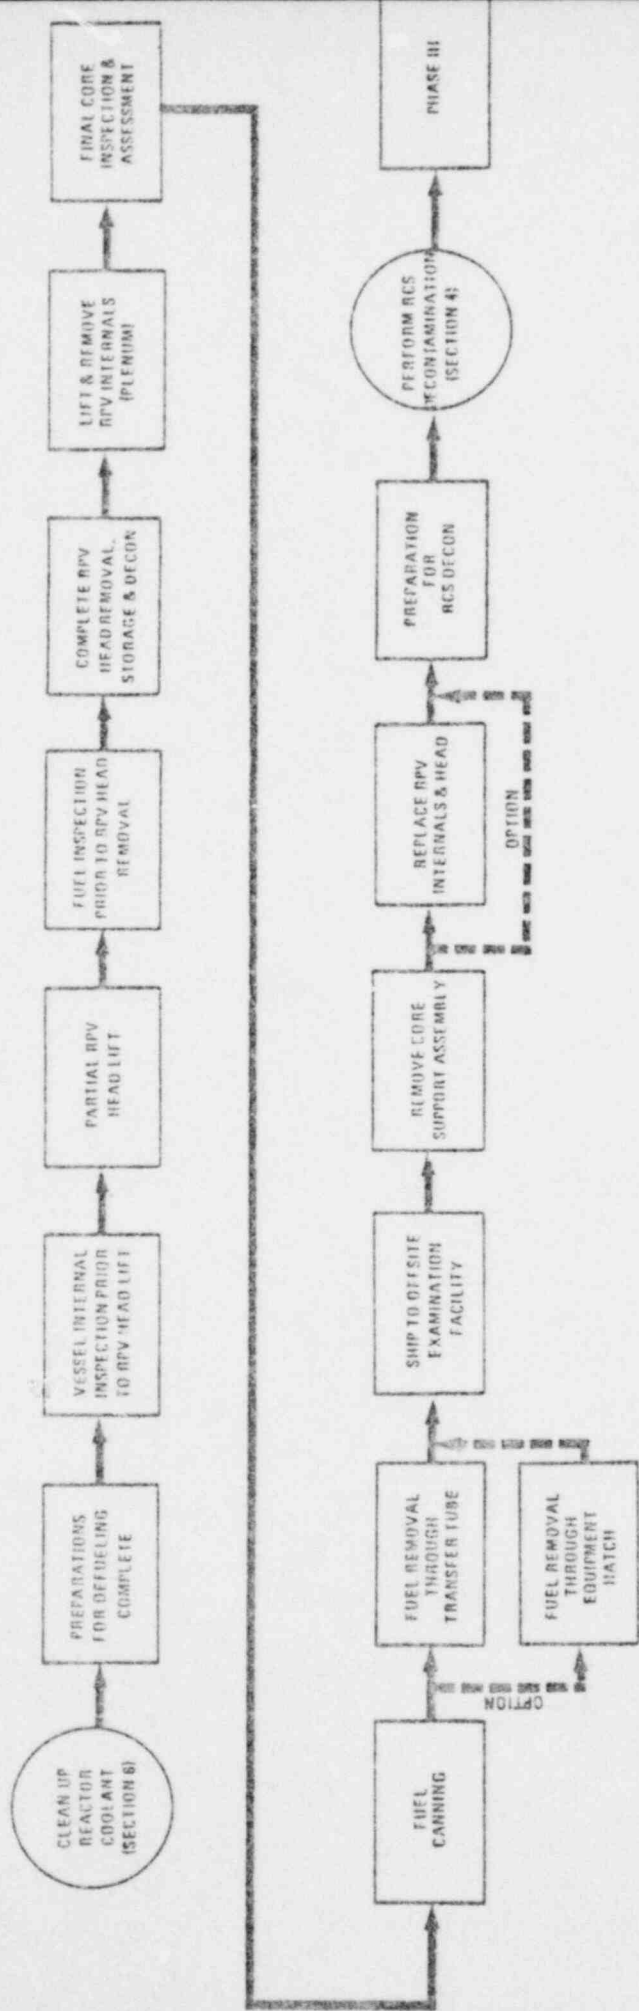 CLEAN UP
REACTOR
COOLANT
(SECTION 6)
PREPARATIONS
FOR DEFUELING
COMPLETE
VESSEL INTERNAL
INSPECTION PRIOR
TO RPV HEAD LIFT
PARTIAL RPV
HEAD LIFT
FUEL INSPECTION
PRIOR TO RPV HEAD
REMOVAL
COMPLETE RPV
HEAD REMOVAL,
STORAGE & DECON
LIFT & REMOVE
RPV INTERNALS
(PLENUM)
FINAL CORE
INSPECTION &
ASSESSMENT
FUEL
CANNING
OPTION
FUEL REMOVAL
THROUGH
TRANSFER TUBE
FUEL REMOVAL
THROUGH
EQUIPMENT
HATCH
SHIP TO OFFSITE
EXAMINATION
FACILITY
REMOVE CORE
SUPPORT ASSEMBLY
REPLACE RPV
INTERNALS & HEAD
OPTION
PREPARATION
FOR
RCS DECON
PERFORM RCS
DECONTAMINATION
(SECTION 4)
PHASE III